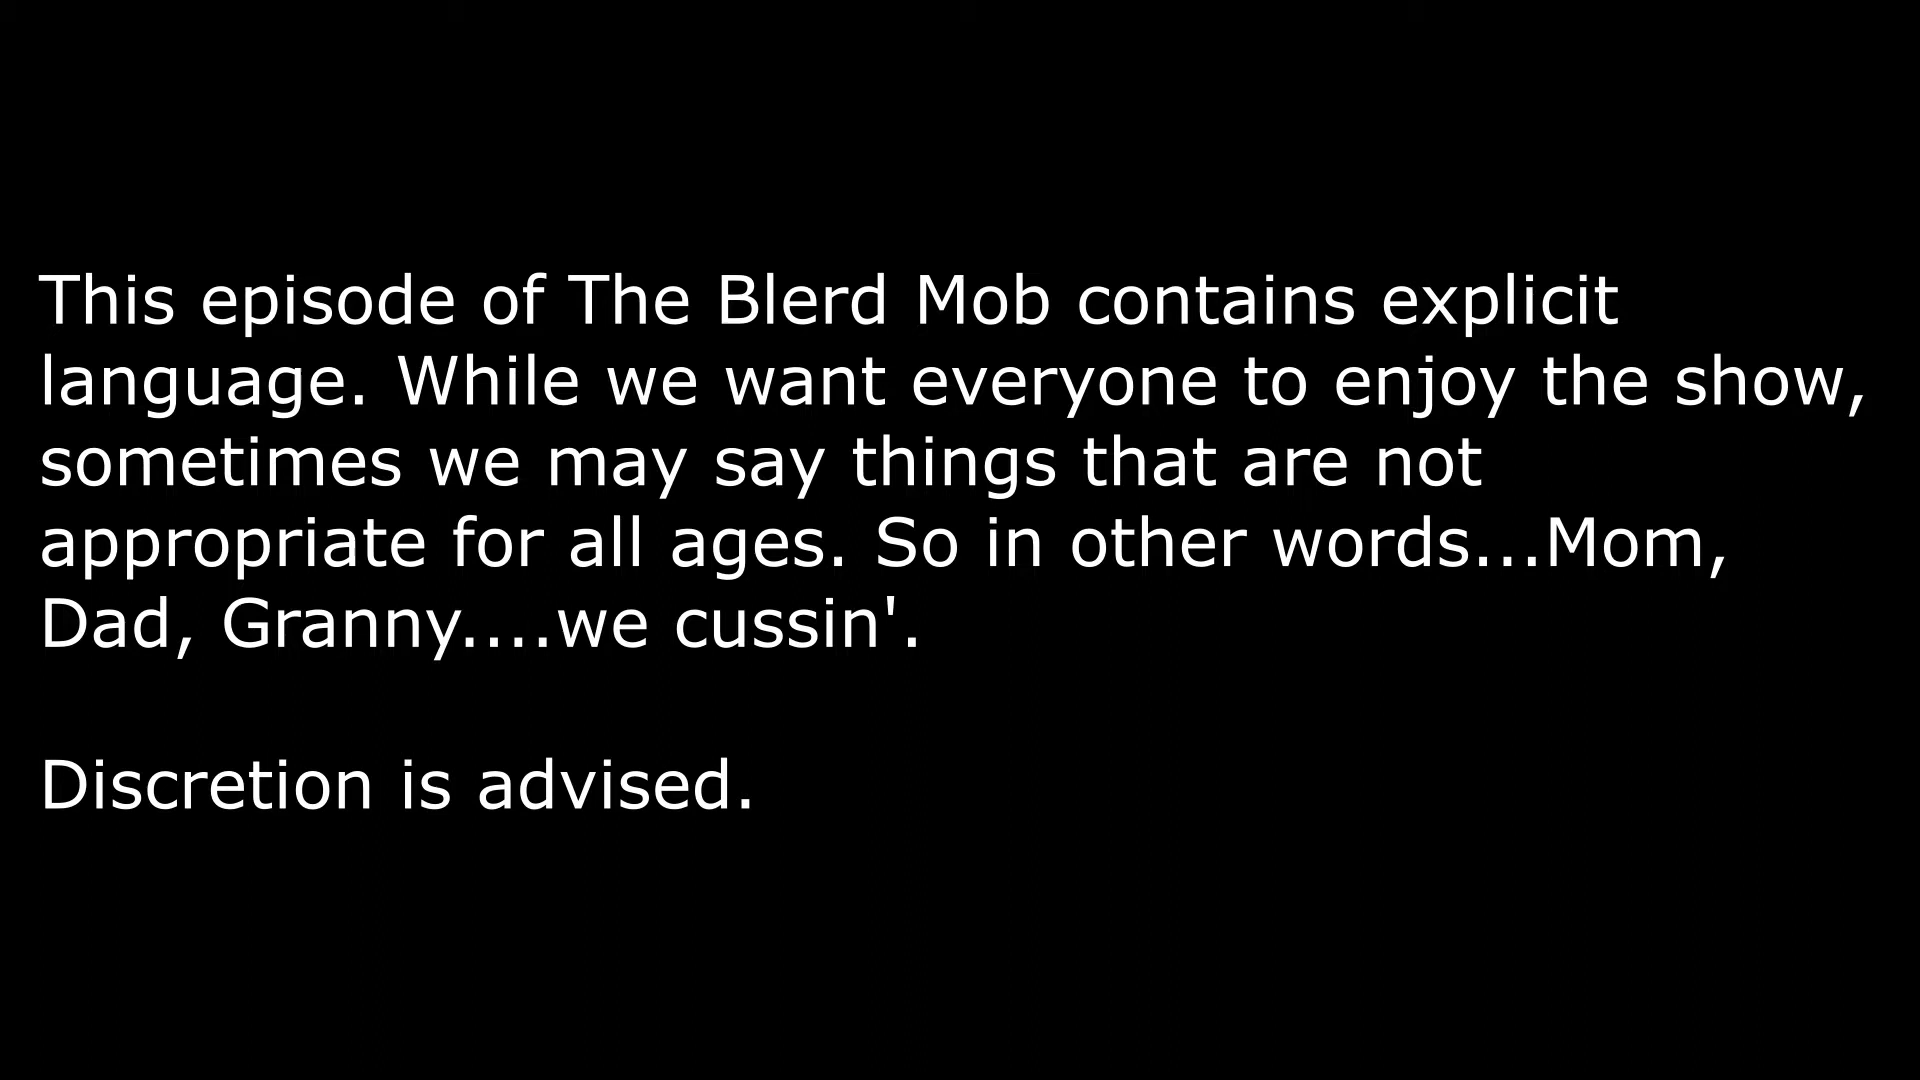 This episode of The Blerd Mob contains explicit
language. While we want everyone to enjoy the show,
sometimes we may say things that are not
appropriate for all ages. So in other words...Mom,
Dad, Granny....we cussin'.
Discretion is advised.